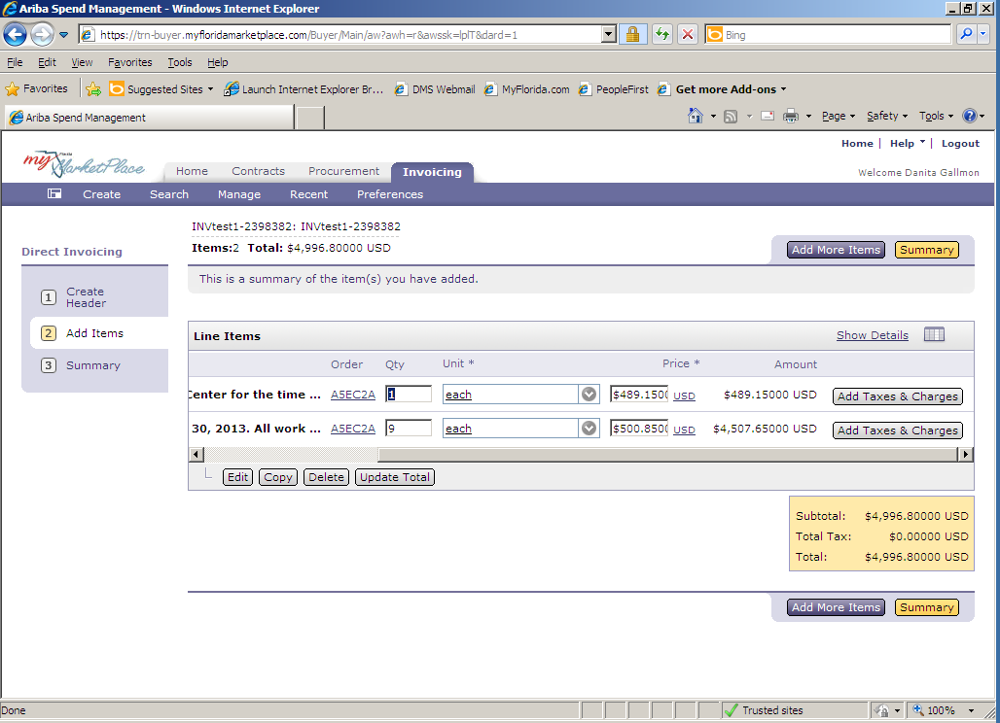 Ariba Spend Management - Windows Internet Explorer
https://trn-buyer.myfloridamarketplace.com/Buyer/Main/aw?awh=r&awssk=lplT&dard=1
Bing
File Edit View Favorites Tools Help
Favorites Suggested Sites Launch Internet Explorer Br... DMS Webmail MyFlorida.com PeopleFirst Get more Add-ons
Ariba Spend Management Page Safety Tools
Home Help Logout
my Florida MarketPlace
Home Contracts Procurement Invoicing Welcome Danita Gallmon
Create Search Manage Recent Preferences
INVtest1-2398382: INVtest1-2398382
Items:2 Total: $4,996.80000 USD
Add More Items Summary
Direct Invoicing
This is a summary of the item(s) you have added.
1 Create Header
2 Add Items
3 Summary
Line Items Show Details
Order Qty Unit * Price * Amount
Center for the time ... A5EC2A 1 each $489.1500 USD $489.15000 USD Add Taxes & Charges
30, 2013. All work ... A5EC2A 9 each $500.8500 USD $4,507.65000 USD Add Taxes & Charges
Edit Copy Delete Update Total
Subtotal: $4,996.80000 USD
Total Tax: $0.00000 USD
Total: $4,996.80000 USD
Add More Items Summary
Done Trusted sites 100%